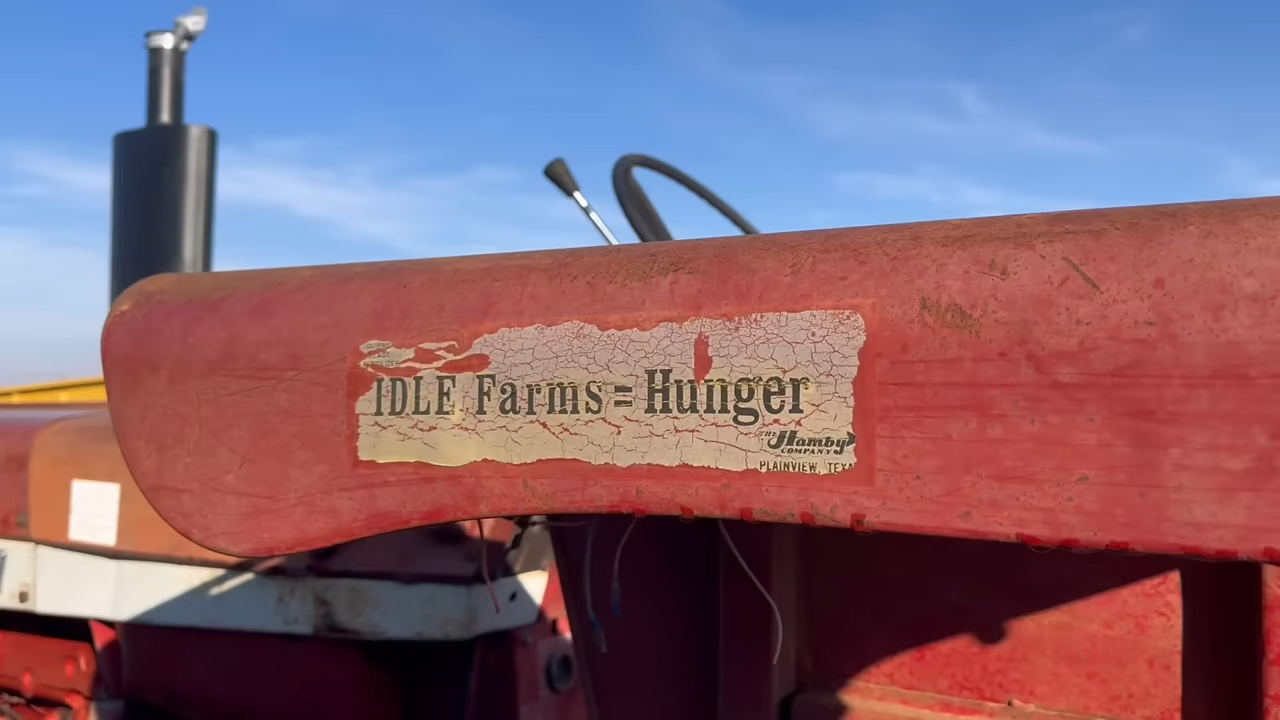 IDLE Farms = Hunger
THE Hamby
COMPANY
PLAINVIEW, TEXA